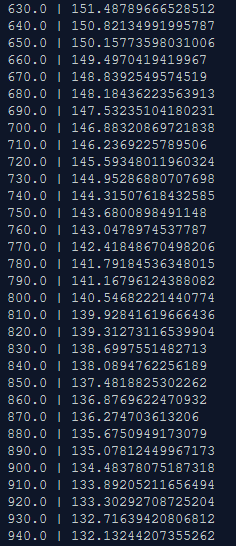 630.0 | 151.48789666528512
640.0 | 150.82134991995787
650.0 | 150.15773598031006
660.0 | 149.4970419419967
670.0 | 148.8392549574519
680.0 | 148.18436223563913
690.0 | 147.53235104180231
700.0 | 146.88320869721838
710.0 | 146.2369225789506
720.0 | 145.59348011960324
730.0 | 144.95286880707698
740.0 | 144.31507618432585
750.0 | 143.6800898491148
760.0 | 143.0478974537787
770.0 | 142.41848670498206
780.0 | 141.79184536348015
790.0 | 141.16796124388082
800.0 | 140.54682221440774
810.0 | 139.92841619666436
820.0 | 139.31273116539904
830.0 | 138.6997551482713
840.0 | 138.0894762256189
850.0 | 137.4818825302262
860.0 | 136.8769622470932
870.0 | 136.274703613206
880.0 | 135.6750949173079
890.0 | 135.07812449967173
900.0 | 134.48378075187318
910.0 | 133.89205211656494
920.0 | 133.30292708725204
930.0 | 132.71639420806812
940.0 | 132.13244207355262